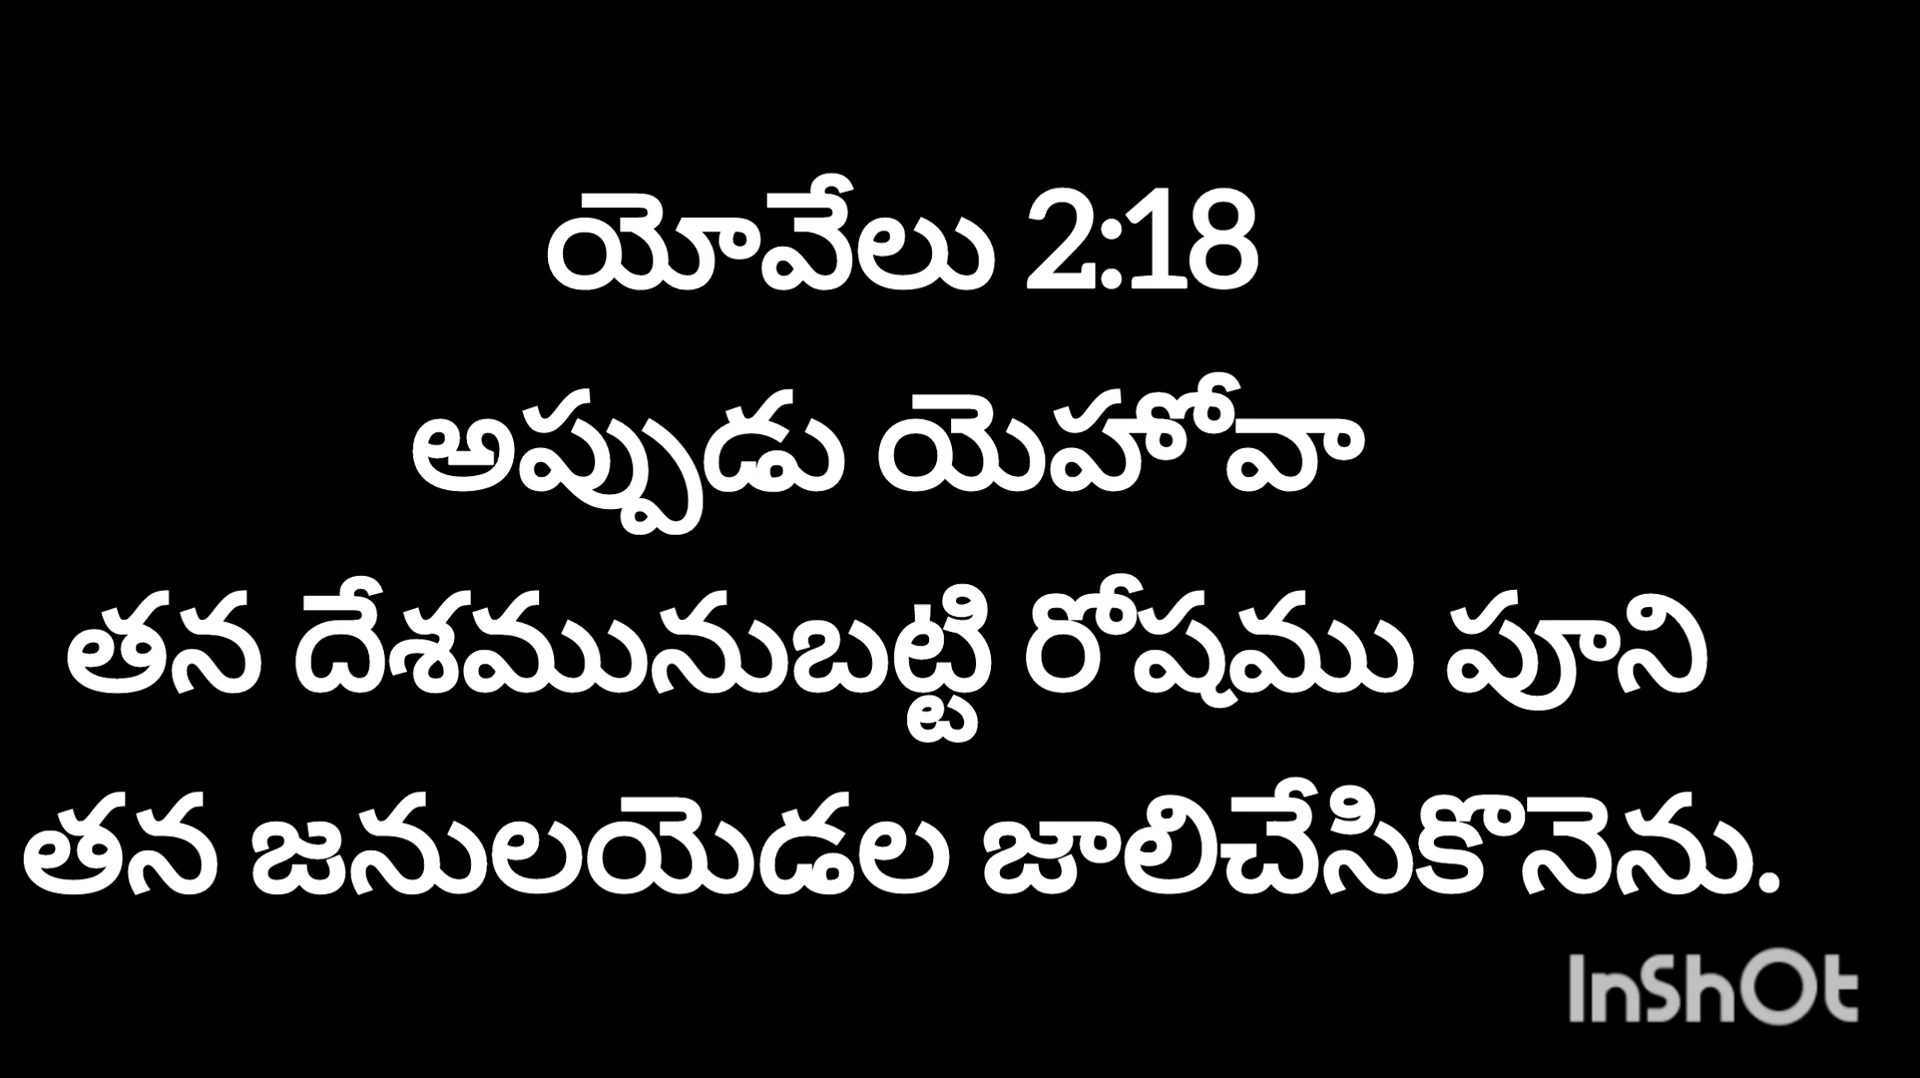 యోవేలు 2:18
అప్పుడు యెహోవా
తన దేశమునుబట్టి రోషము పూని
తన జనులయెడల జాలిచేసికొనెను.
InShOt